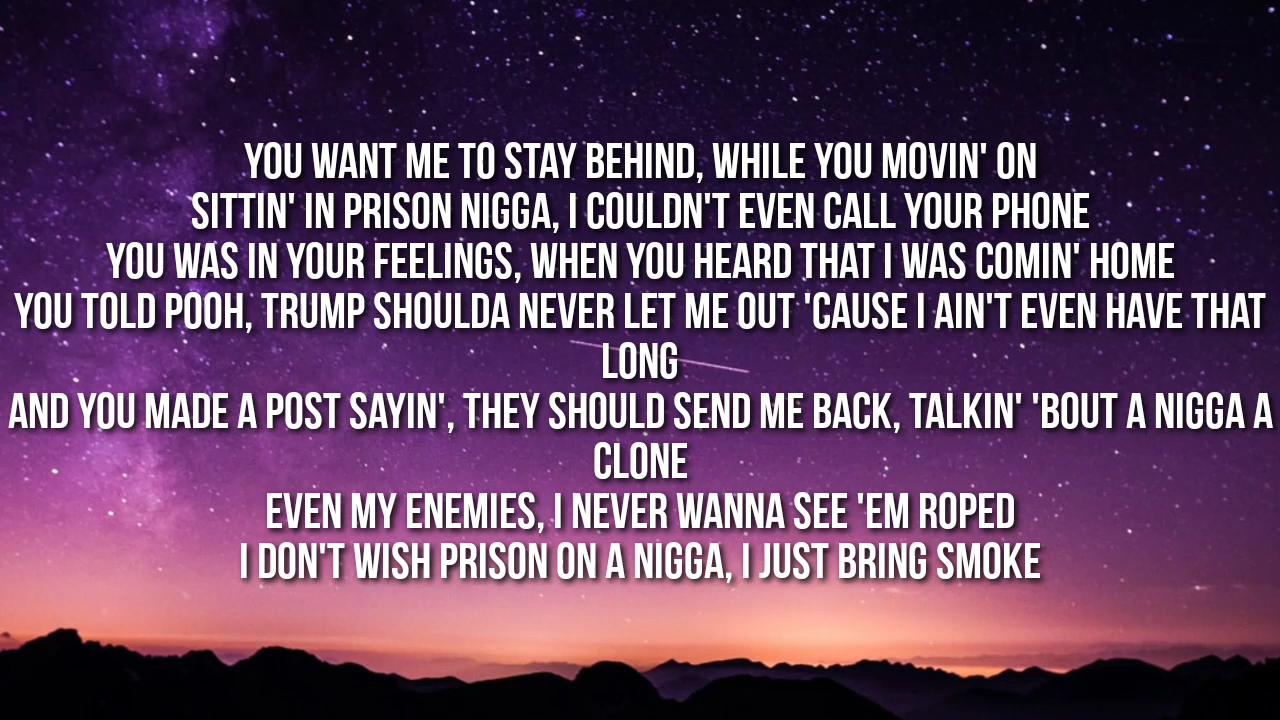 YOU WANT ME TO STAY BEHIND, WHILE YOU MOVIN' ON
SITTIN' IN PRISON NIGGA, I COULDN'T EVEN CALL YOUR PHONE
YOU WAS IN YOUR FEELINGS, WHEN YOU HEARD THAT I WAS COMIN' HOME
YOU TOLD POOH, TRUMP SHOULDA NEVER LET ME OUT 'CAUSE I AIN'T EVEN HAVE THAT
LONG
AND YOU MADE A POST SAYIN', THEY SHOULD SEND ME BACK, TALKIN' 'BOUT A NIGGA A
CLONE
EVEN MY ENEMIES, I NEVER WANNA SEE 'EM ROPED
I DON'T WISH PRISON ON A NIGGA, I JUST BRING SMOKE